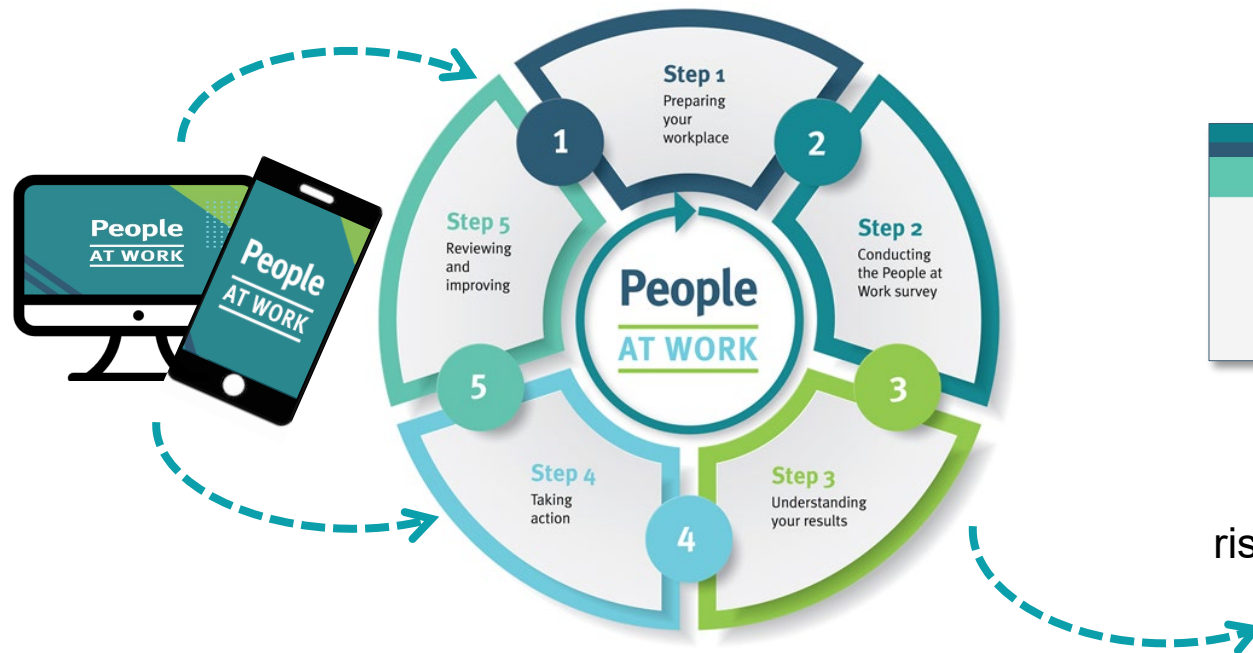 People
AT WORK
People
AT WORK
1
Step 1
Preparing
your
workplace
2
Step 2
Conducting
the People at
Work survey
3
Step 3
Understanding
your results
4
Step 4
Taking
action
5
Step 5
Reviewing
and
improving
People
AT WORK
ris